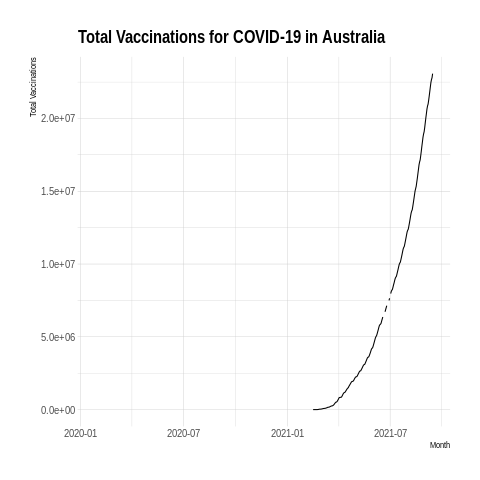 Total Vaccinations for COVID-19 in Australia
Total Vaccinations
2.0e+07
1.5e+07
1.0e+07
5.0e+06
0.0e+00
2020-01 2020-07 2021-01 2021-07
Month